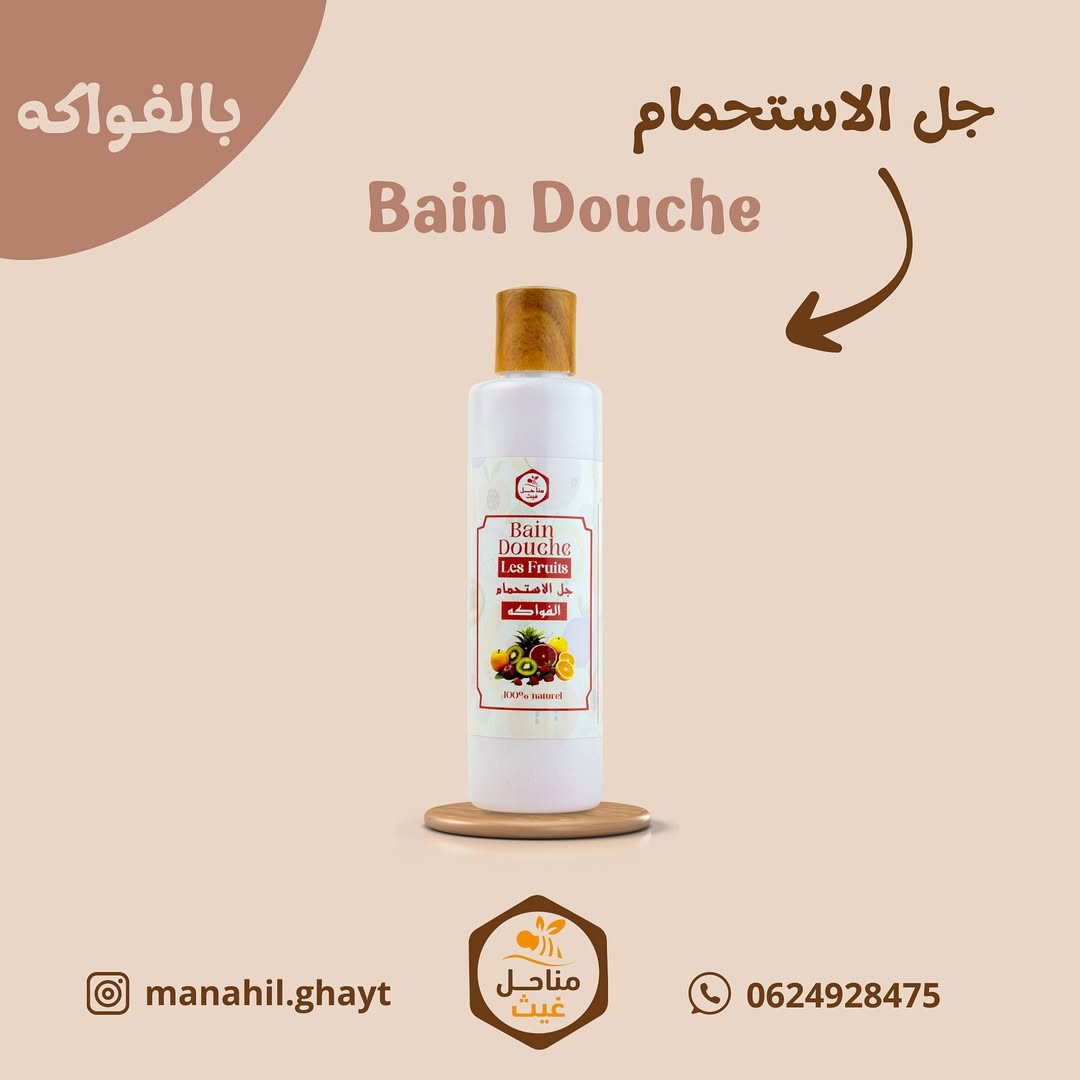 جل الاستحمام
بالفواكه
Bain Douche
مناحل
غيث
Bain
Douche
Les Fruits
جل الاستحمام
الفواكه
100% naturel
manahil.ghayt
مناحل
غيث
0624928475